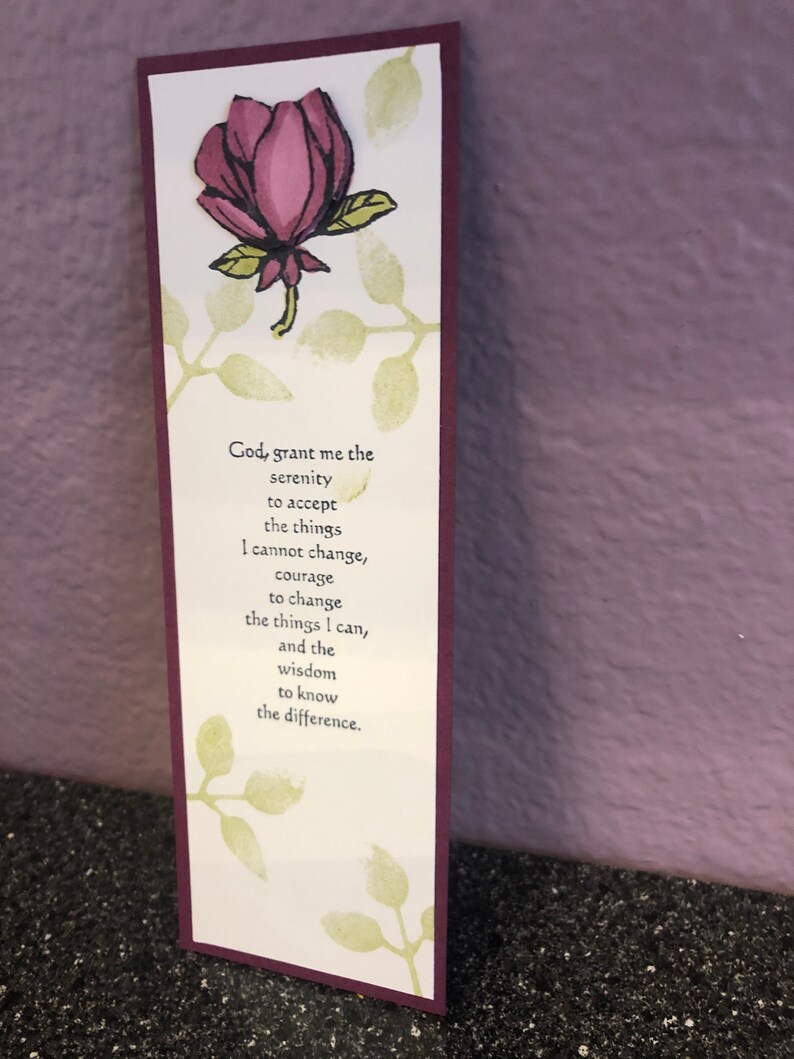 God, grant me the
serenity
to accept
the things
I cannot change,
courage
to change
the things I can,
and the
wisdom
to know
the difference.